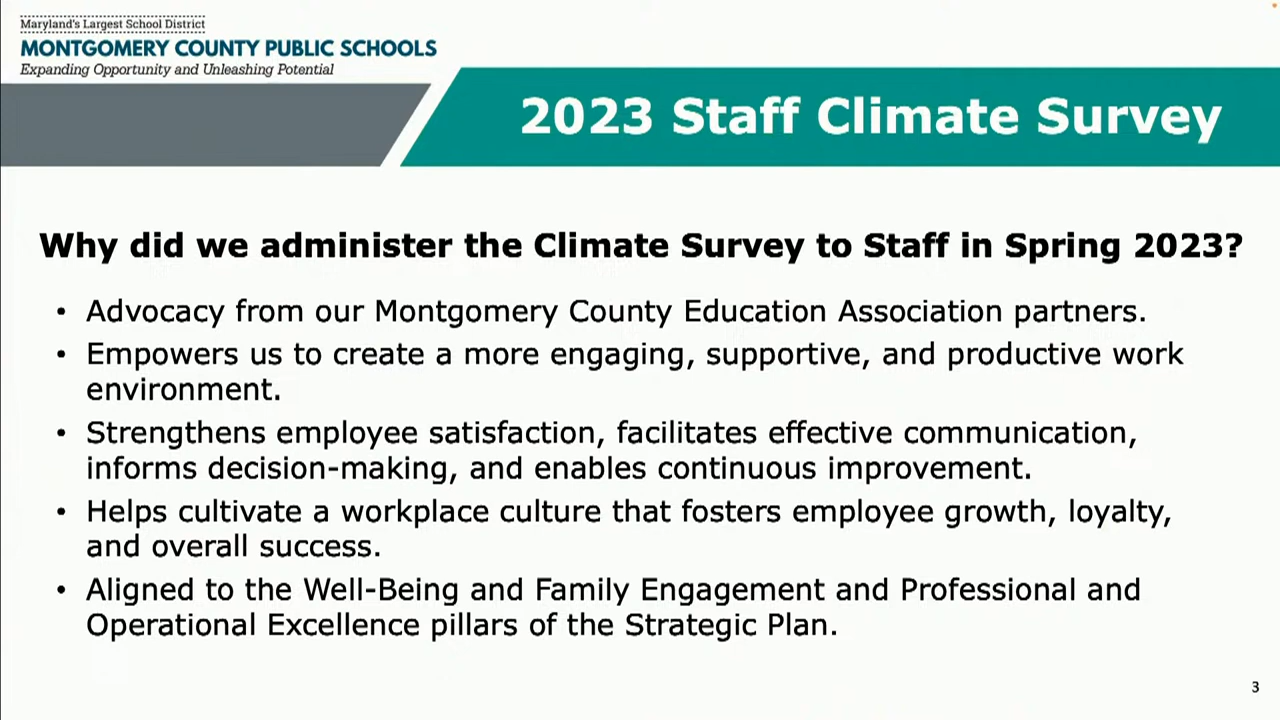 Maryland's Largest School District
MONTGOMERY COUNTY PUBLIC SCHOOLS
Expanding Opportunity and Unleashing Potential
2023 Staff Climate Survey
Why did we administer the Climate Survey to Staff in Spring 2023?
• Advocacy from our Montgomery County Education Association partners.
• Empowers us to create a more engaging, supportive, and productive work
environment.
• Strengthens employee satisfaction, facilitates effective communication,
informs decision-making, and enables continuous improvement.
• Helps cultivate a workplace culture that fosters employee growth, loyalty,
and overall success.
• Aligned to the Well-Being and Family Engagement and Professional and
Operational Excellence pillars of the Strategic Plan.
3